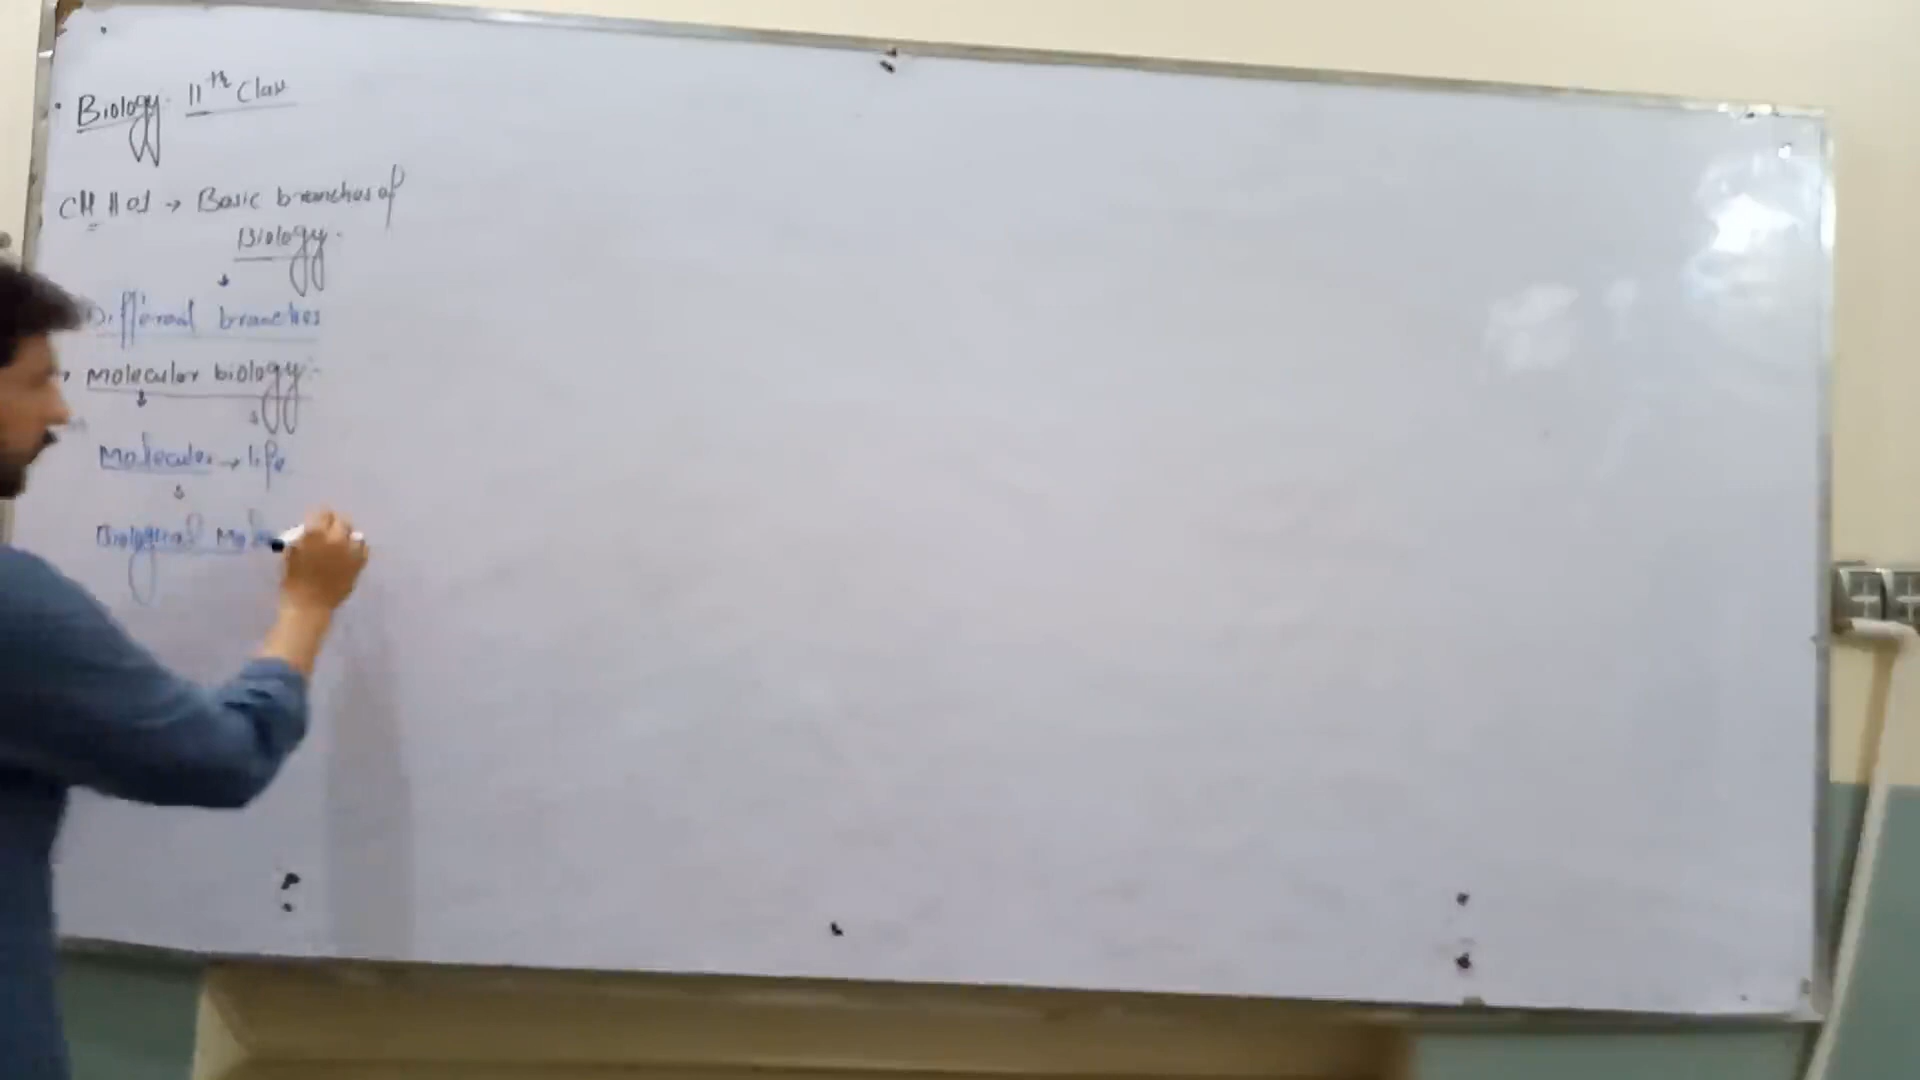 Biology 11th Class
CH # 01 → Basic branches of
Biology.
Different branches
Molecular biology:-
Molecular → life
Biological